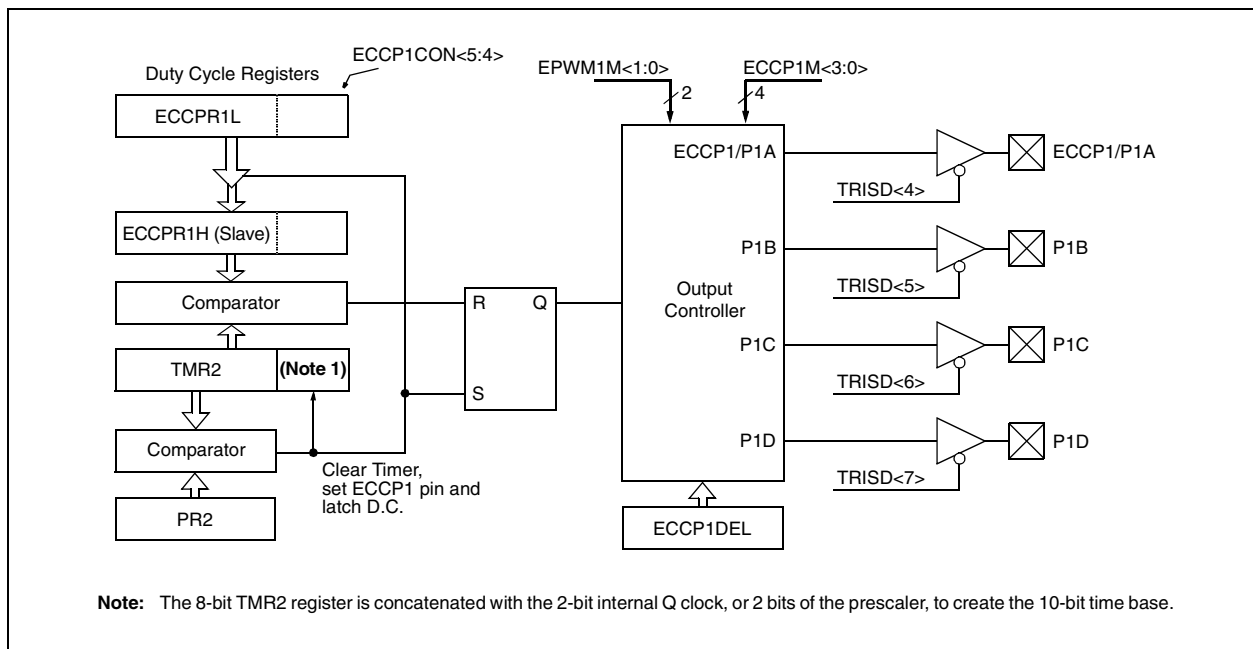 ECCP1CON<5:4>
Duty Cycle Registers
ECCPR1L
ECCPR1H (Slave)
Comparator
TMR2
(Note 1)
Comparator
PR2
Clear Timer,
set ECCP1 pin and
latch D.C.
R
Q
S
EPWM1M<1:0>
2
ECCP1M<3:0>
4
ECCP1/P1A
P1B
Output
Controller
P1C
P1D
ECCP1DEL
TRISD<4>
ECCP1/P1A
TRISD<5>
P1B
TRISD<6>
P1C
TRISD<7>
P1D
Note: The 8-bit TMR2 register is concatenated with the 2-bit internal Q clock, or 2 bits of the prescaler, to create the 10-bit time base.